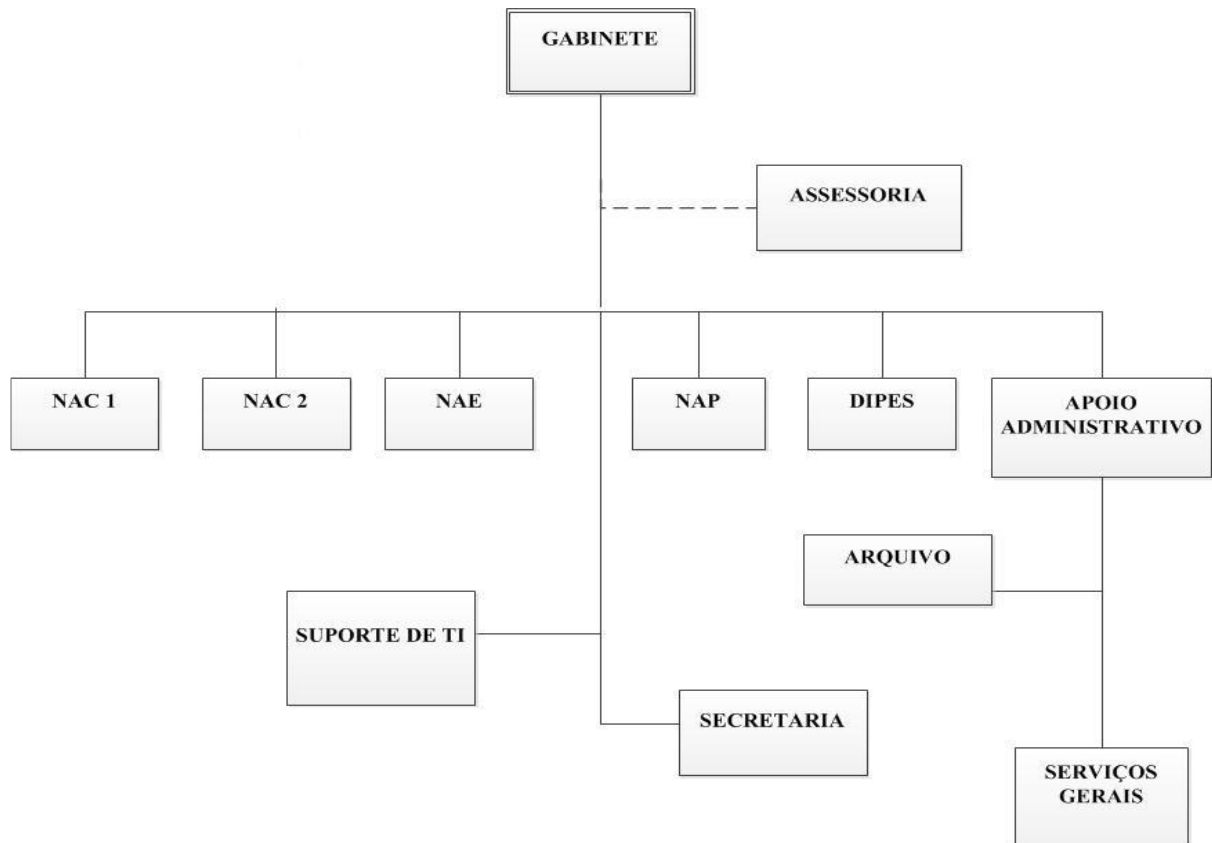 GABINETE
ASSESSORIA
NAC 1
NAC 2
NAE
NAP
DIPES
APOIO
ADMINISTRATIVO
ARQUIVO
SUPORTE DE TI
SECRETARIA
SERVIÇOS
GERAIS